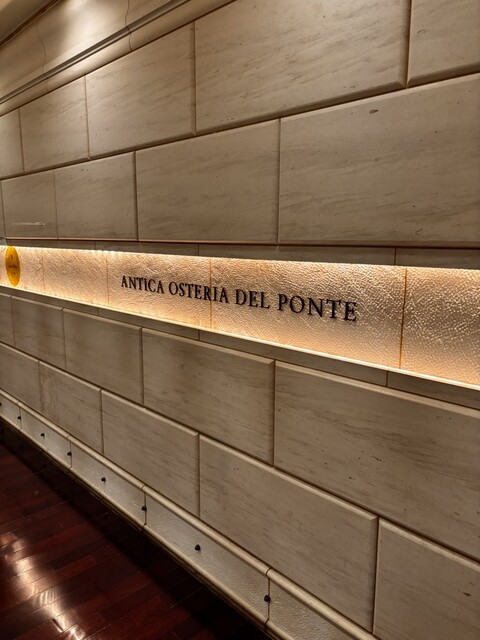 ANTICA OSTERIA DEL PONTE